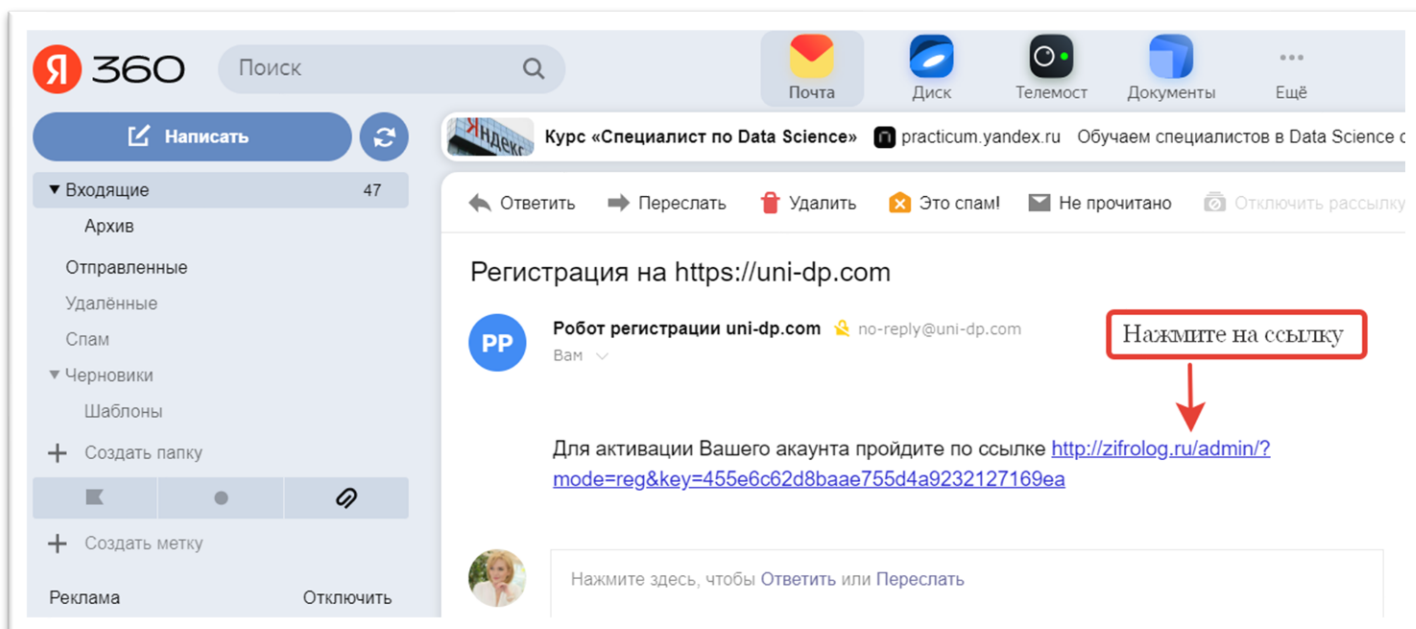 Я 360
Поиск
Почта
Диск
Телемост
Документы
Ещё
Написать
Яндекс
Курс «Специалист по Data Science» practicum.yandex.ru Обучаем специалистов в Data Science с
Входящие 47
Архив
Отправленные
Удалённые
Спам
Черновики
Шаблоны
Создать папку
Создать метку
Реклама Отключить
Ответить Переслать Удалить Это спам! Не прочитано Отключить рассылку
Регистрация на https://uni-dp.com
РР
Робот регистрации uni-dp.com no-reply@uni-dp.com
Вам
Нажмите на ссылку
Для активации Вашего акаунта пройдите по ссылке http://zifrolog.ru/admin/?
mode=reg&key=455e6c62d8baae755d4a9232127169ea
Нажмите здесь, чтобы Ответить или Переслать